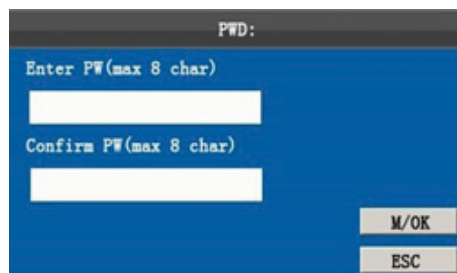 PWD:
Enter PW(max 8 char)
Confirm PW(max 8 char)
M/OK
ESC